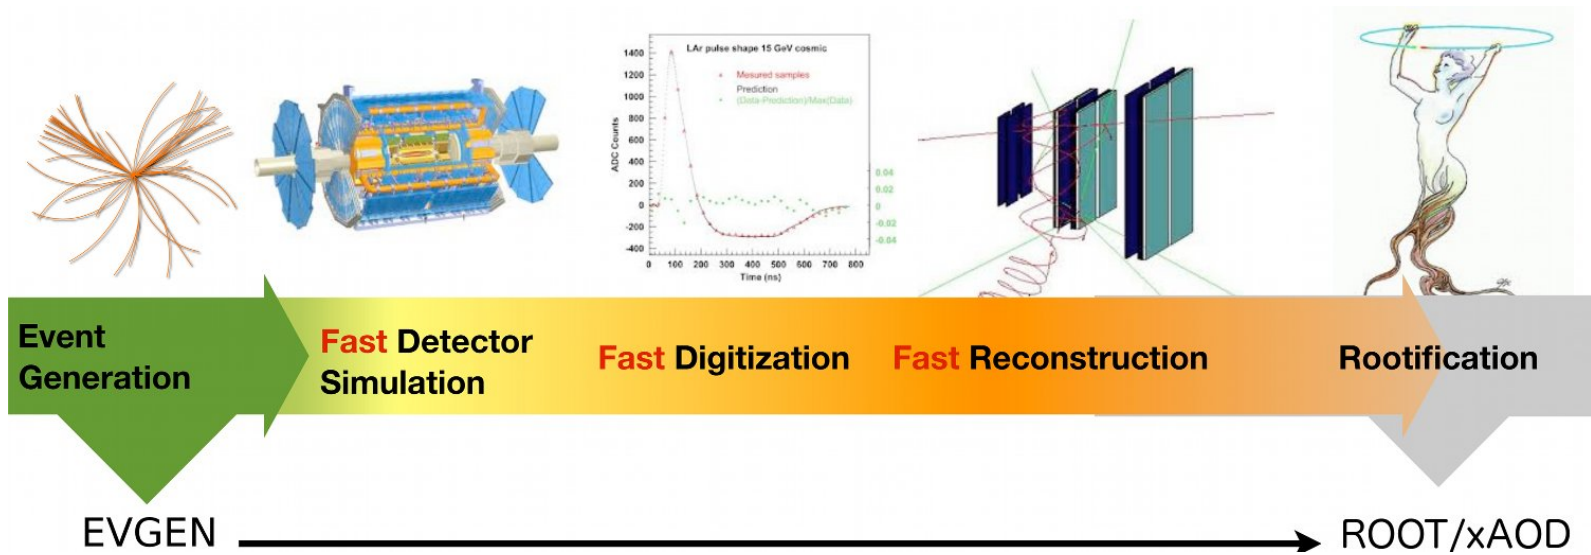 LAr pulse shape 15 GeV cosmic
Mesured samples
Prediction
(Data-Prediction)/Max(Data)
ADC Counts
1400
1200
1000
800
600
400
200
0
-200
-400
0.04
0.02
0
-0.02
-0.04
0 100 200 300 400 500 600 700 800
Time (ns)
Event
Generation
Fast Detector
Simulation
Fast Digitization
Fast Reconstruction
Rootification
EVGEN
ROOT/xAOD